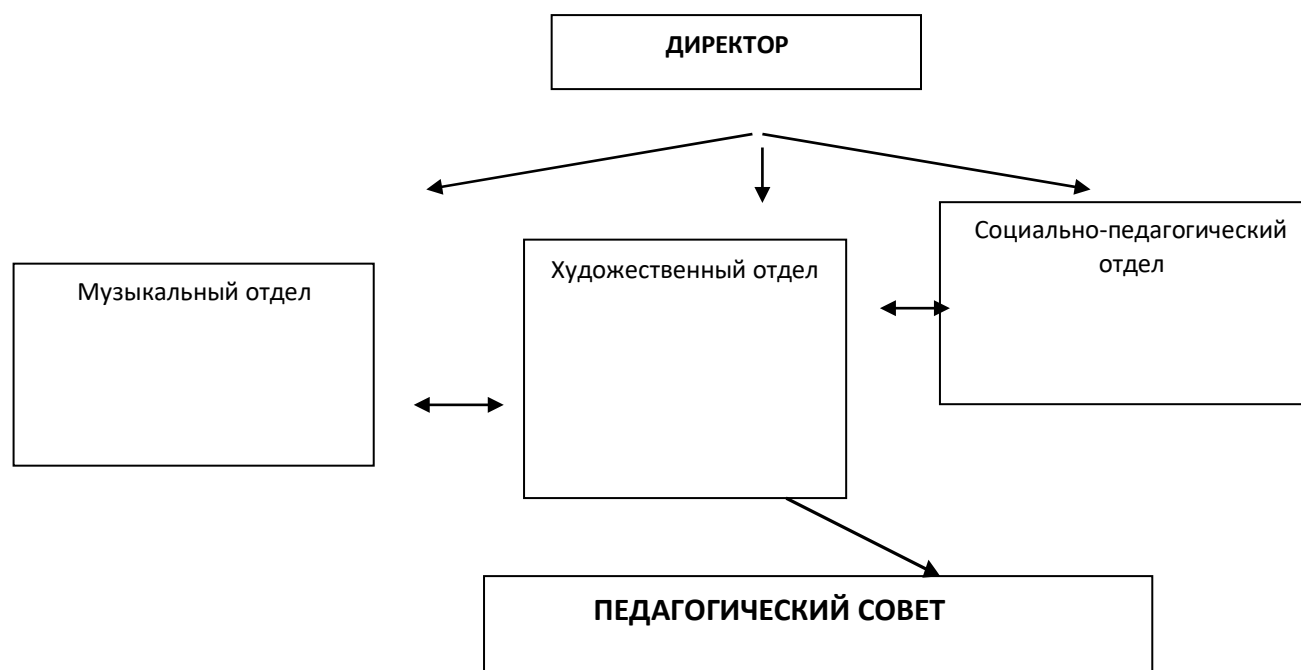 ДИРЕКТОР
Социально-педагогический
отдел
Художественный отдел
Музыкальный отдел
ПЕДАГОГИЧЕСКИЙ СОВЕТ